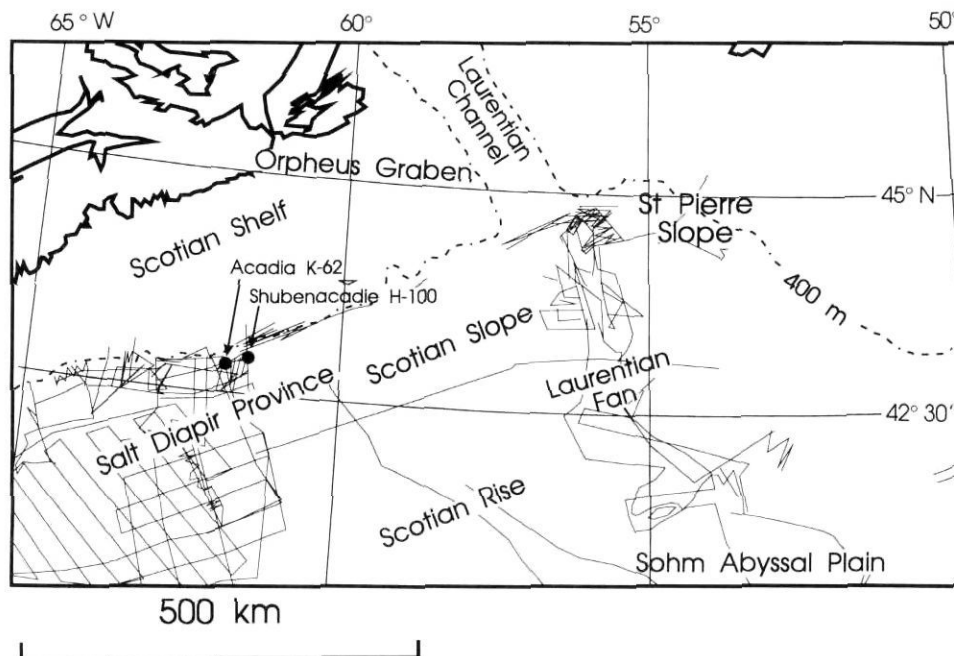 65° W
60°
55°
50°
Laurentian
Channel
Orpheus Graben
45° N
St Pierre
Slope
Scotian Shelf
Acadia K-62
Shubenacadie H-100
400 m
Scotian Slope
Laurentian
Fan
42° 30'
Salt Diapir Province
Scotian Rise
Sohm Abyssal Plain
500 km